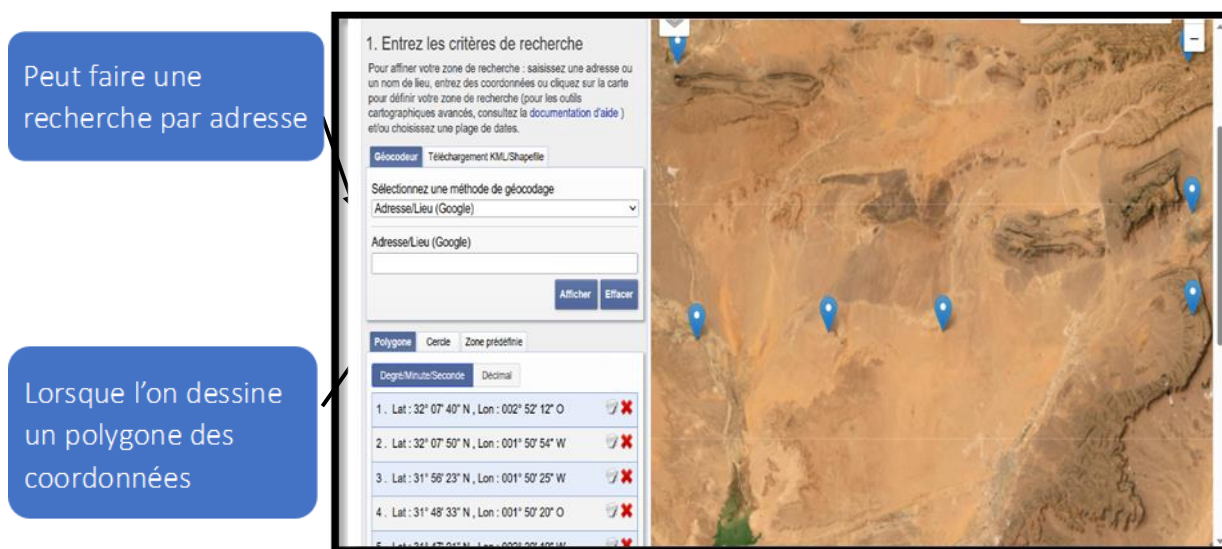 Peut faire une
recherche par adresse
Lorsque l'on dessine
un polygone des
coordonnées
1. Entrez les critères de recherche
Pour affiner votre zone de recherche : saisissez une adresse ou
un nom de lieu, entrez des coordonnées ou cliquez sur la carte
pour définir votre zone de recherche (pour les outils
cartographiques avancés, consultez la documentation d'aide )
et/ou choisissez une plage de dates.
Géocodeur Téléchargement KML/Shapefile
Sélectionnez une méthode de géocodage
Adresse/Lieu (Google)
Adresse/Lieu (Google)
Afficher Effacer
Polygone Cercle Zone prédéfinie
Degré/Minute/Seconde Décimal
1 . Lat : 32° 07' 40" N , Lon : 002° 52' 12" O
2 . Lat : 32° 07' 50" N , Lon : 001° 50' 54" W
3 . Lat : 31° 56' 23" N , Lon : 001° 50' 25" W
4 . Lat : 31° 48' 33" N , Lon : 001° 50' 20" O